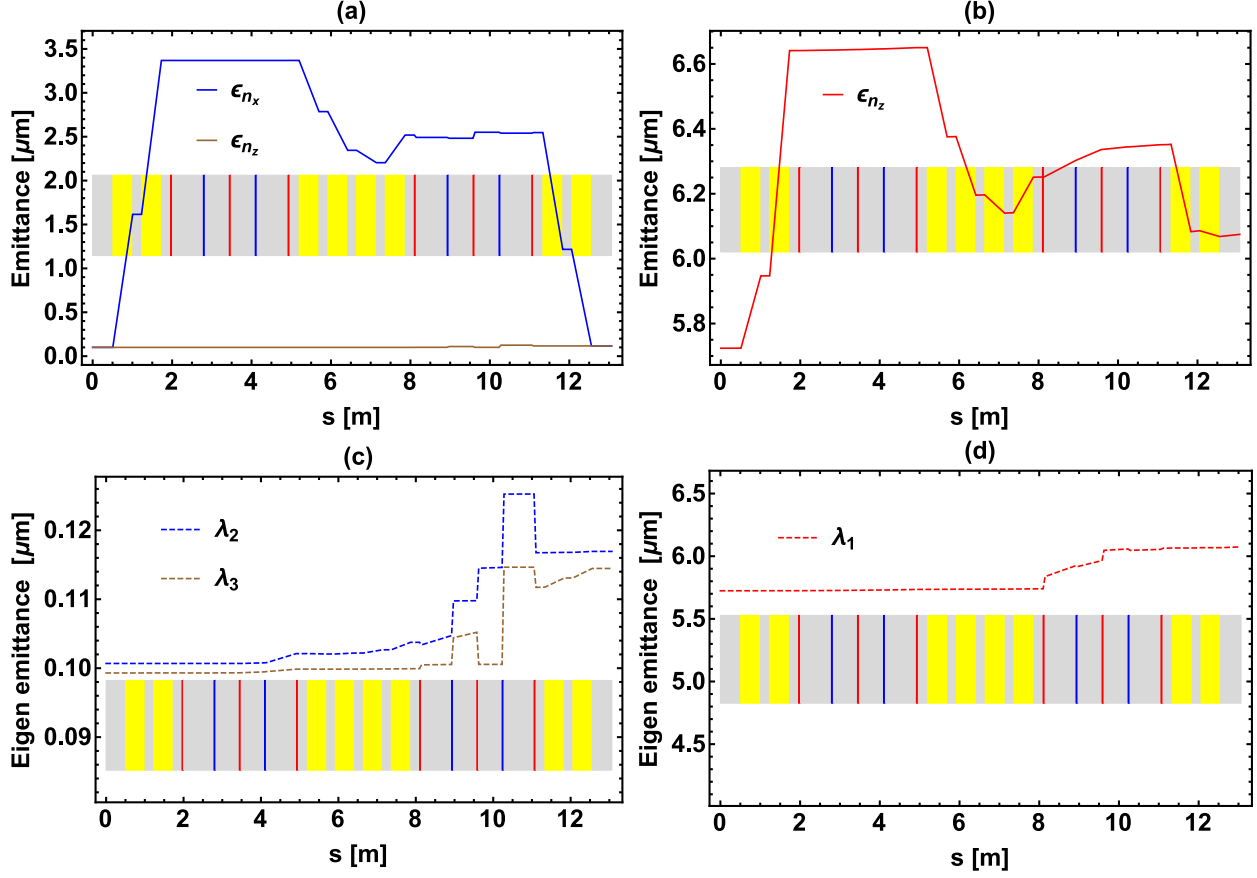 (a)
Emittance [μm]
3.5
3.0
2.5
2.0
1.5
1.0
0.5
0.0
ϵnx
ϵnz
0 2 4 6 8 10 12
s [m]
(b)
Emittance [μm]
6.6
6.4
6.2
6.0
5.8
ϵnz
0 2 4 6 8 10 12
s [m]
(c)
Eigen emittance [μm]
0.12
0.11
0.10
0.09
λ2
λ3
0 2 4 6 8 10 12
s [m]
(d)
Eigen emittance [μm]
6.5
6.0
5.5
5.0
4.5
λ1
0 2 4 6 8 10 12
s [m]